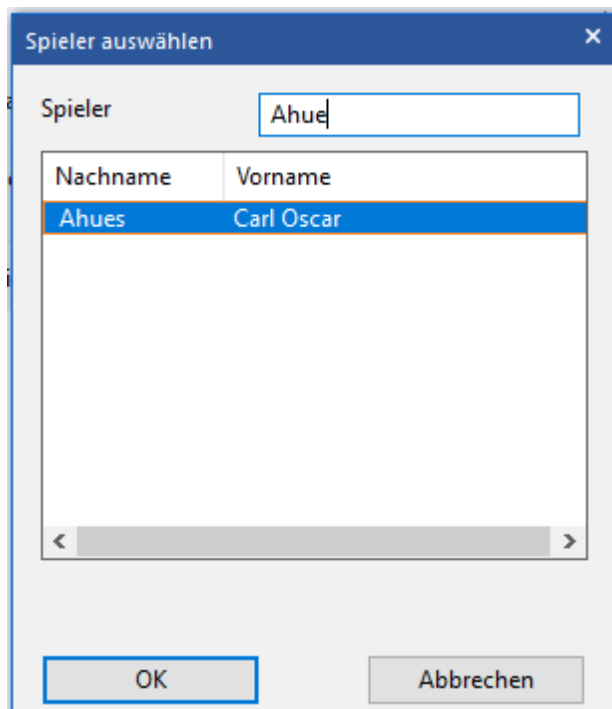 Spieler auswählen
Spieler Ahue
Nachname Vorname
Ahues Carl Oscar
OK Abbrechen